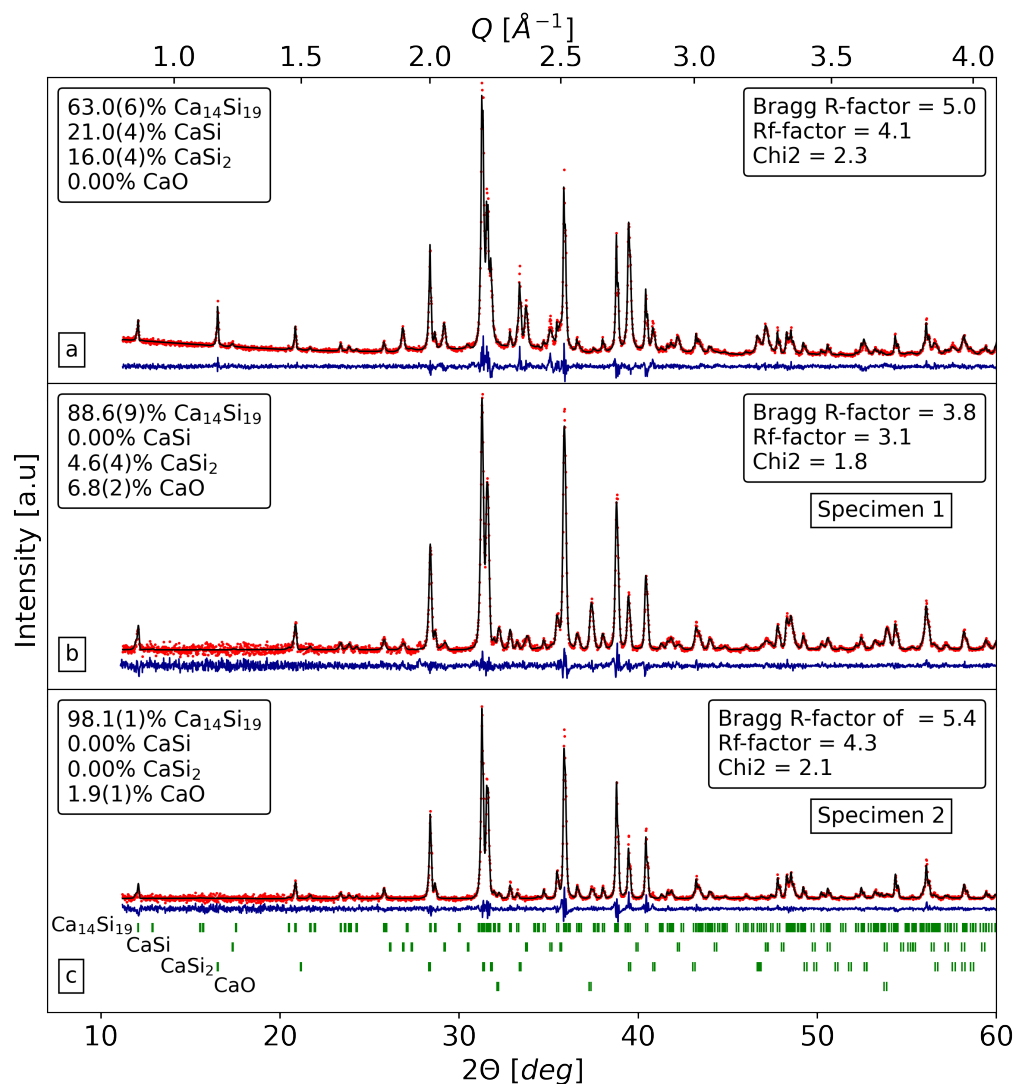 Q [Å⁻¹]
1.0 1.5 2.0 2.5 3.0 3.5 4.0
63.0(6)% Ca₁₄Si₁₉
21.0(4)% CaSi
16.0(4)% CaSi₂
0.00% CaO
Bragg R-factor = 5.0
Rf-factor = 4.1
Chi2 = 2.3
a
88.6(9)% Ca₁₄Si₁₉
0.00% CaSi
4.6(4)% CaSi₂
6.8(2)% CaO
Bragg R-factor = 3.8
Rf-factor = 3.1
Chi2 = 1.8
Specimen 1
b
Intensity [a.u]
98.1(1)% Ca₁₄Si₁₉
0.00% CaSi
0.00% CaSi₂
1.9(1)% CaO
Bragg R-factor of  = 5.4
Rf-factor = 4.3
Chi2 = 2.1
Specimen 2
Ca₁₄Si₁₉
CaSi
CaSi₂
CaO
c
10 20 30 40 50 60
2Θ [deg]